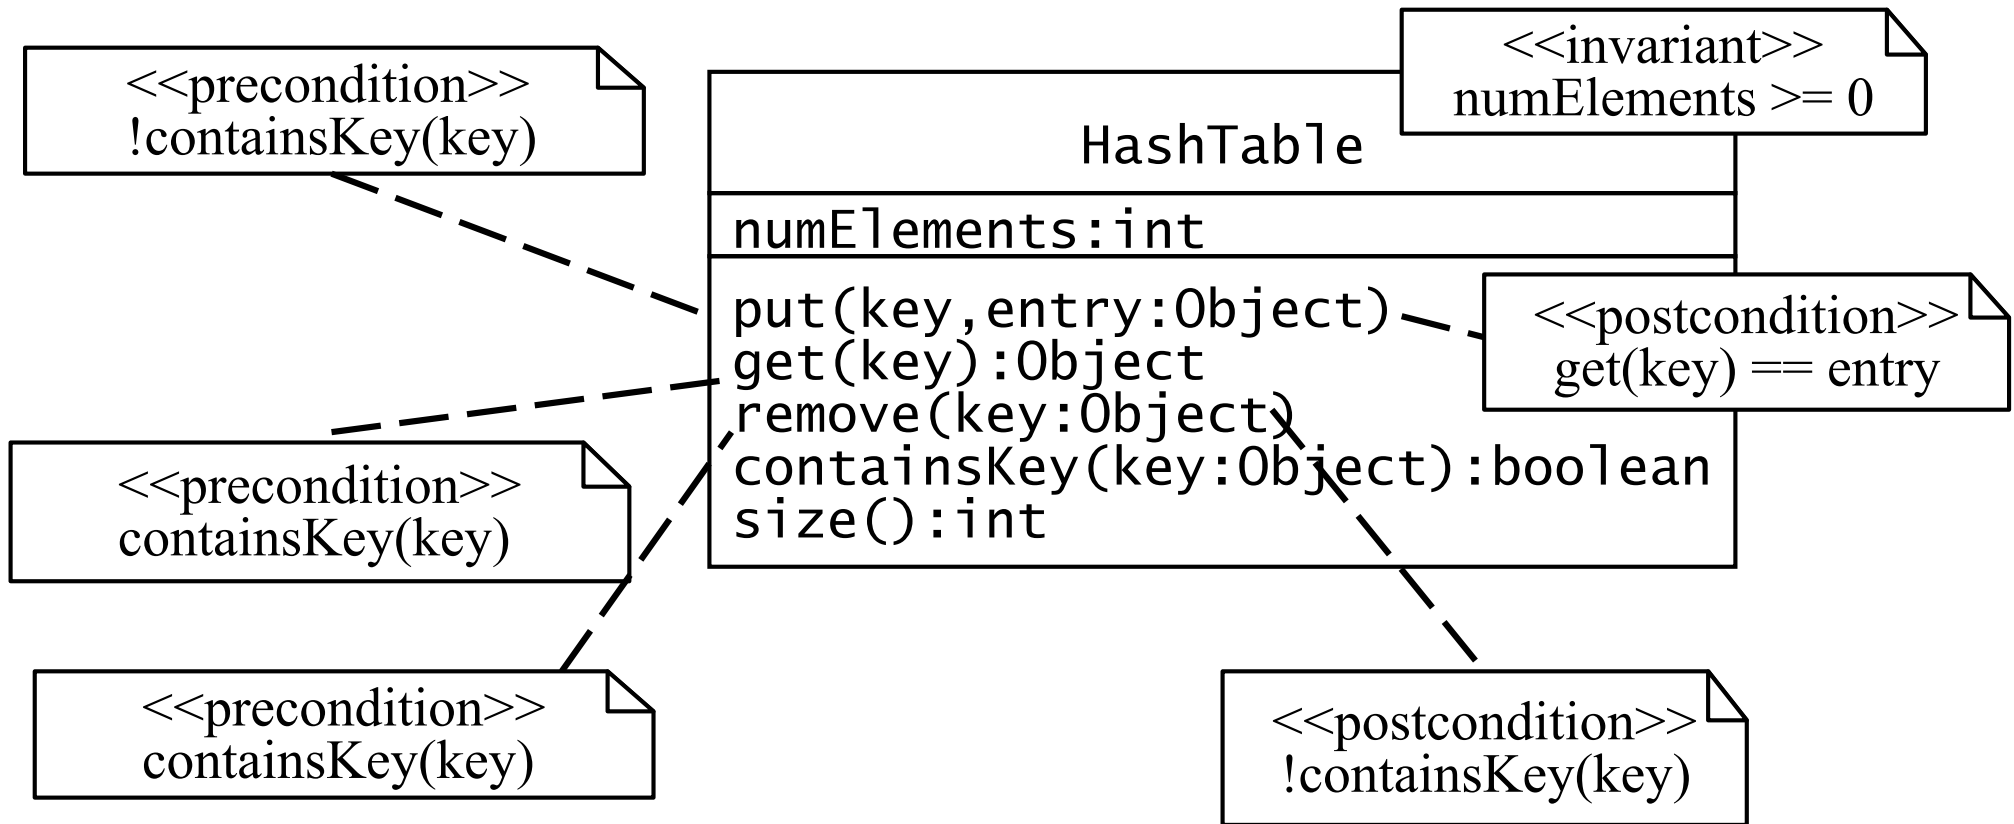 <<invariant>>
numElements >= 0
<<precondition>>
!containsKey(key)
HashTable
numElements:int
put(key,entry:Object)
get(key):Object
remove(key:Object)
containsKey(key:Object):boolean
size():int
<<postcondition>>
get(key) == entry
<<precondition>>
containsKey(key)
<<precondition>>
containsKey(key)
<<postcondition>>
!containsKey(key)